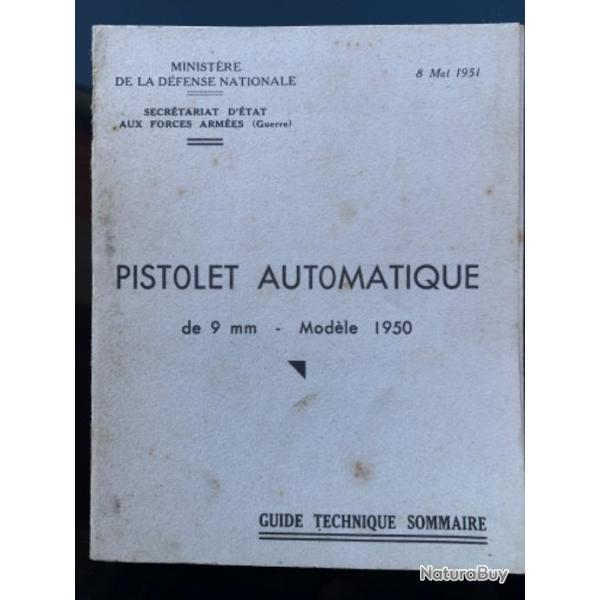 MINISTÈRE
DE LA DÉFENSE NATIONALE
8 Mai 1951
SECRÉTARIAT D'ÉTAT
AUX FORCES ARMÉES (Guerre)
PISTOLET AUTOMATIQUE
de 9 mm - Modèle 1950
GUIDE TECHNIQUE SOMMAIRE
NaturaBuy